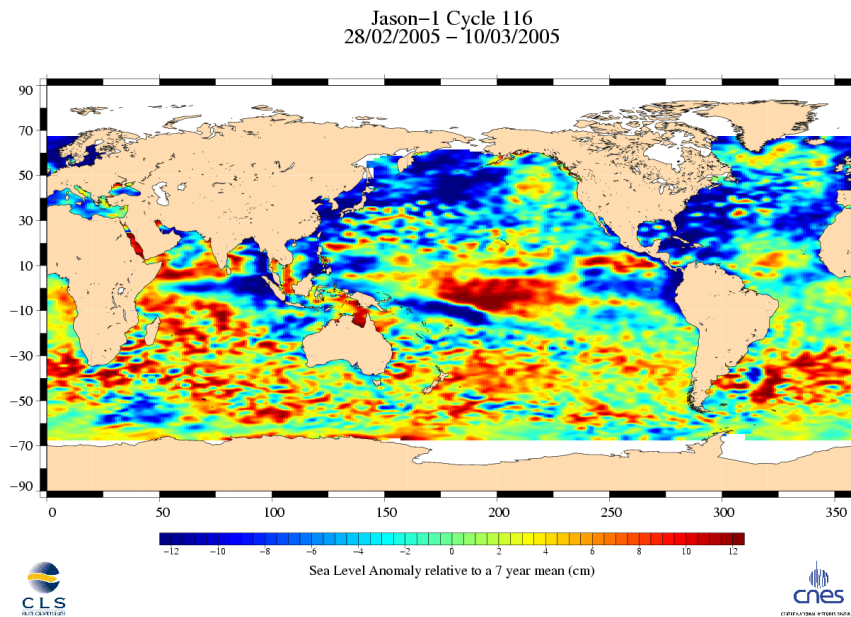 Jason-1 Cycle 116
28/02/2005 - 10/03/2005
90
70
50
30
10
-10
-30
-50
-70
-90
0 50 100 150 200 250 300 350
-12 -10 -8 -6 -4 -2 0 2 4 6 8 10 12
Sea Level Anomaly relative to a 7 year mean (cm)
CLS
cnes